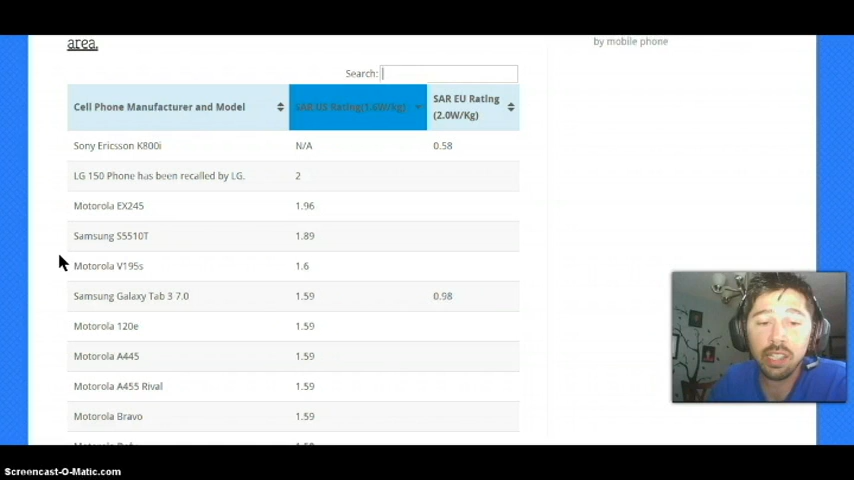 area.
by mobile phone
Search:
Cell Phone Manufacturer and Model
SAR US Rating(1.6W/kg)
SAR EU Rating
(2.0W/Kg)
Sony Ericsson K800i N/A 0.58
LG 150 Phone has been recalled by LG. 2
Motorola EX245 1.96
Samsung S5510T 1.89
Motorola V195s 1.6
Samsung Galaxy Tab 3 7.0 1.59 0.98
Motorola 120e 1.59
Motorola A445 1.59
Motorola A455 Rival 1.59
Motorola Bravo 1.59
Screencast-O-Matic.com